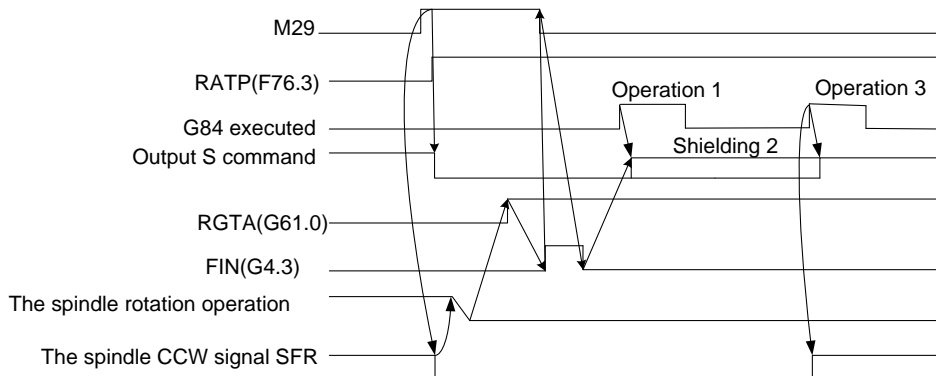 M29
RATP(F76.3)
Operation 1
Operation 3
G84 executed
Shielding 2
Output S command
RGTA(G61.0)
FIN(G4.3)
The spindle rotation operation
The spindle CCW signal SFR